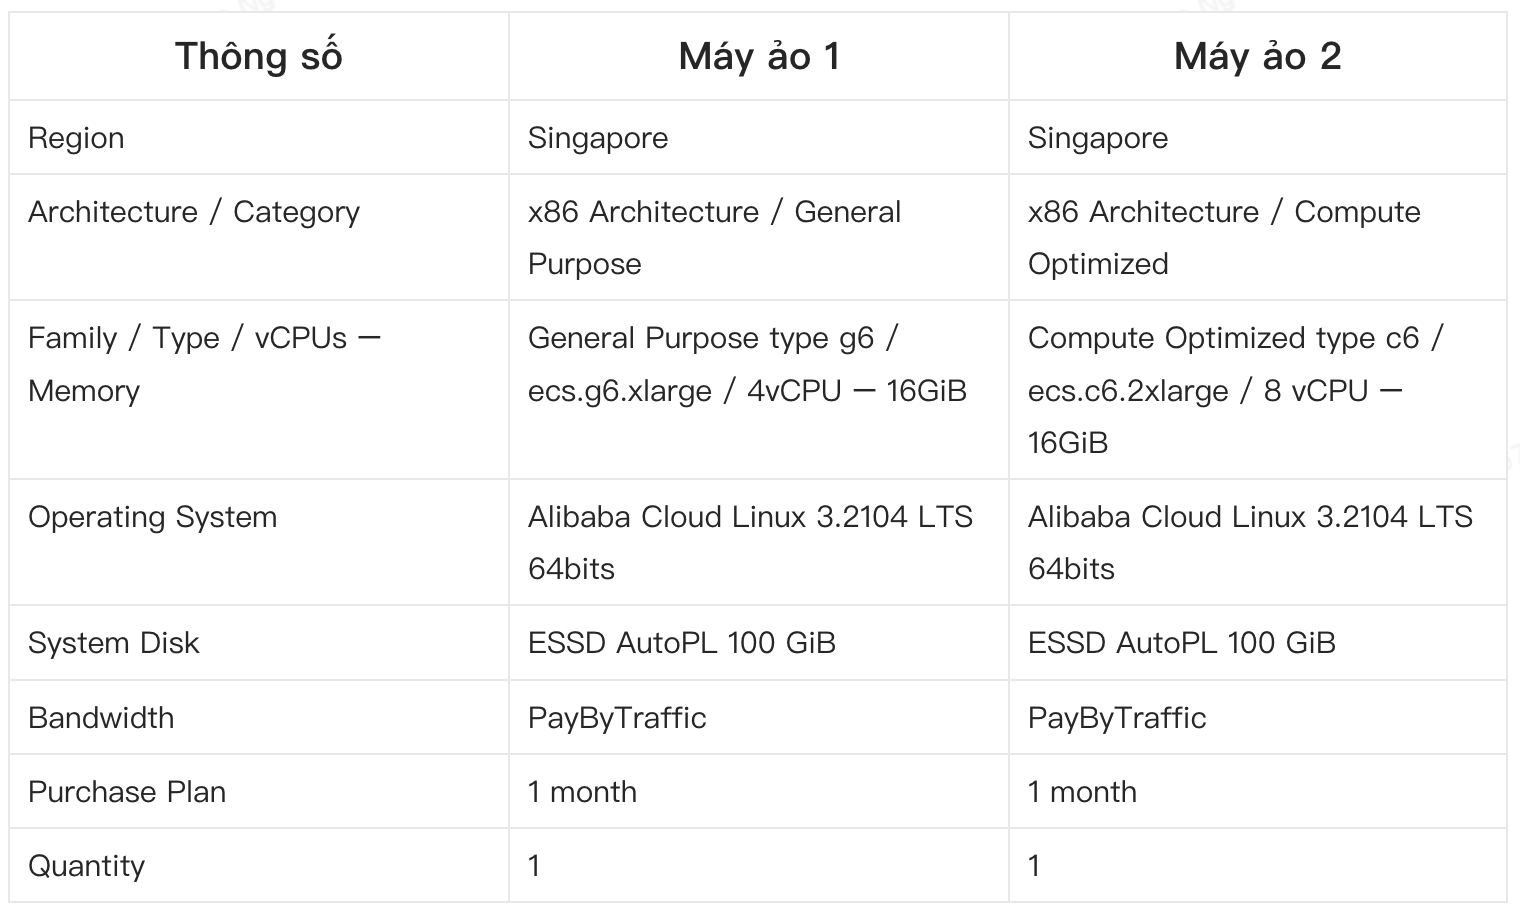 Thông số Máy ảo 1 Máy ảo 2
Region Singapore Singapore
Architecture / Category x86 Architecture / General x86 Architecture / Compute
Purpose Optimized
Family / Type / vCPUs — General Purpose type g6 / Compute Optimized type c6 /
Memory ecs.g6.xlarge / 4vCPU — 16GiB ecs.c6.2xlarge / 8 vCPU —
16GiB
Operating System Alibaba Cloud Linux 3.2104 LTS Alibaba Cloud Linux 3.2104 LTS
64bits 64bits
System Disk ESSD AutoPL 100 GiB ESSD AutoPL 100 GiB
Bandwidth PayByTraffic PayByTraffic
Purchase Plan 1 month 1 month
Quantity 1 1